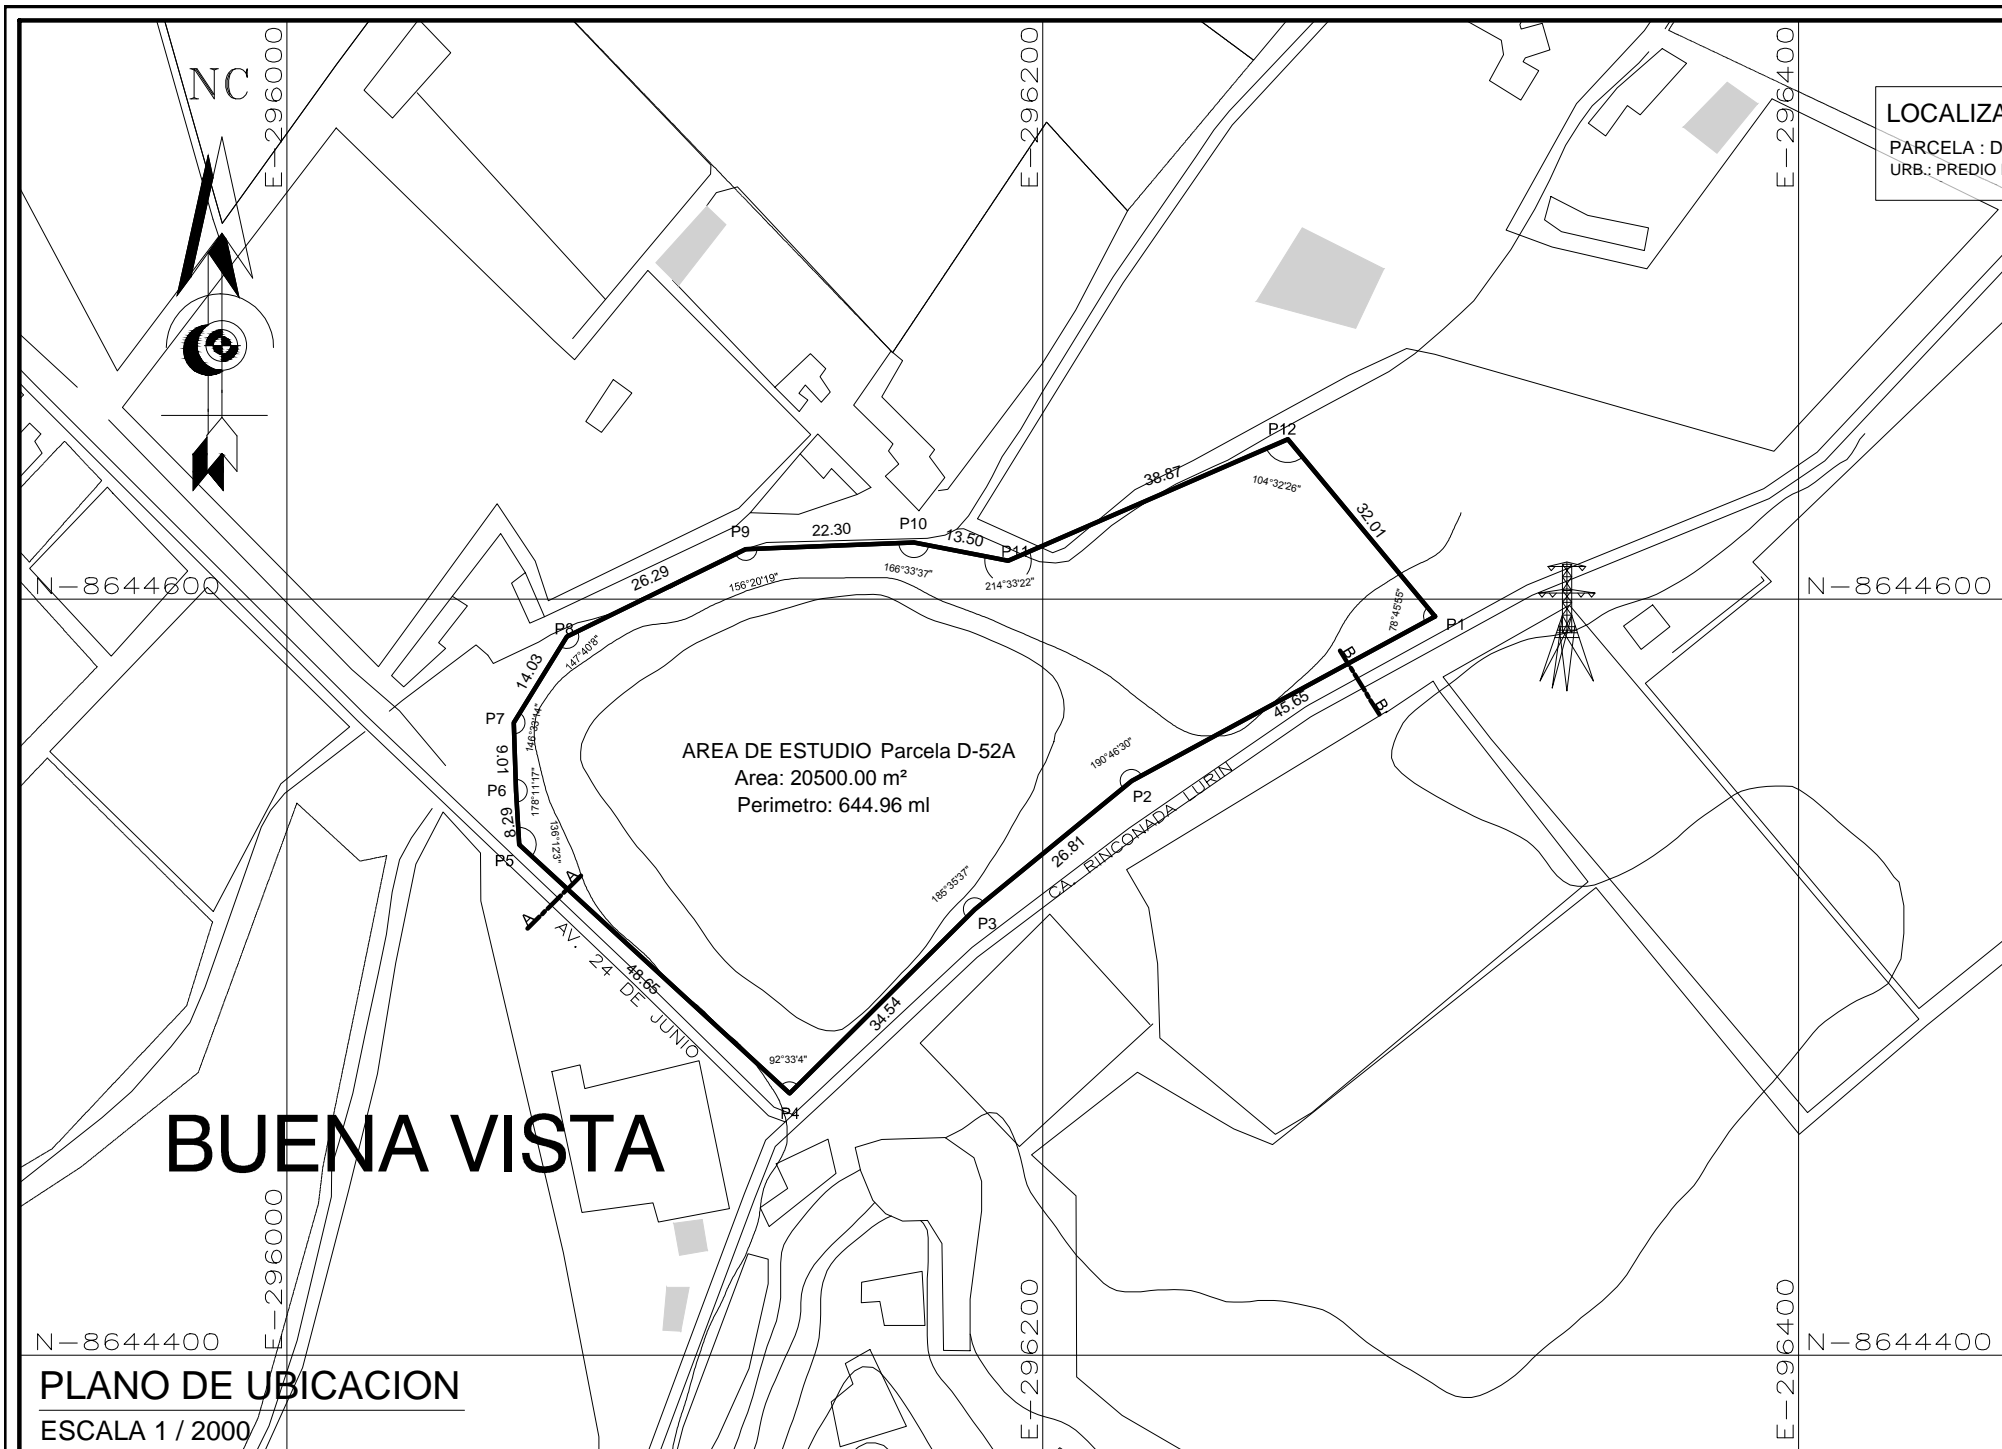 NC
E-296000
E-296200
E-296400
LOCALIZA
PARCELA : D
URB.: PREDIO
P12
38.87
104°32'26"
32.01
P9
22.30
P10
13.50
P11
26.29
156°20'19"
166°33'37"
214°33'22"
N-8644600
N-8644600
78°45'55"
P1
P8
147°40'8"
14.03
B
B
P7
146°33'14"
45.65
AREA DE ESTUDIO Parcela D-52A
Area: 20500.00 m²
Perimetro: 644.96 ml
9.01
190°46'30"
P6
178°11'17"
P2
8.29
136°12'3"
P5
26.81
CA. RINCONADA LURIN
A
A
185°35'37"
P3
AV. 24 DE JUNIO
48.65
34.54
92°33'4"
P4
BUENA VISTA
E-296000
E-296200
E-296400
N-8644400
N-8644400
PLANO DE UBICACION
ESCALA 1 / 2000